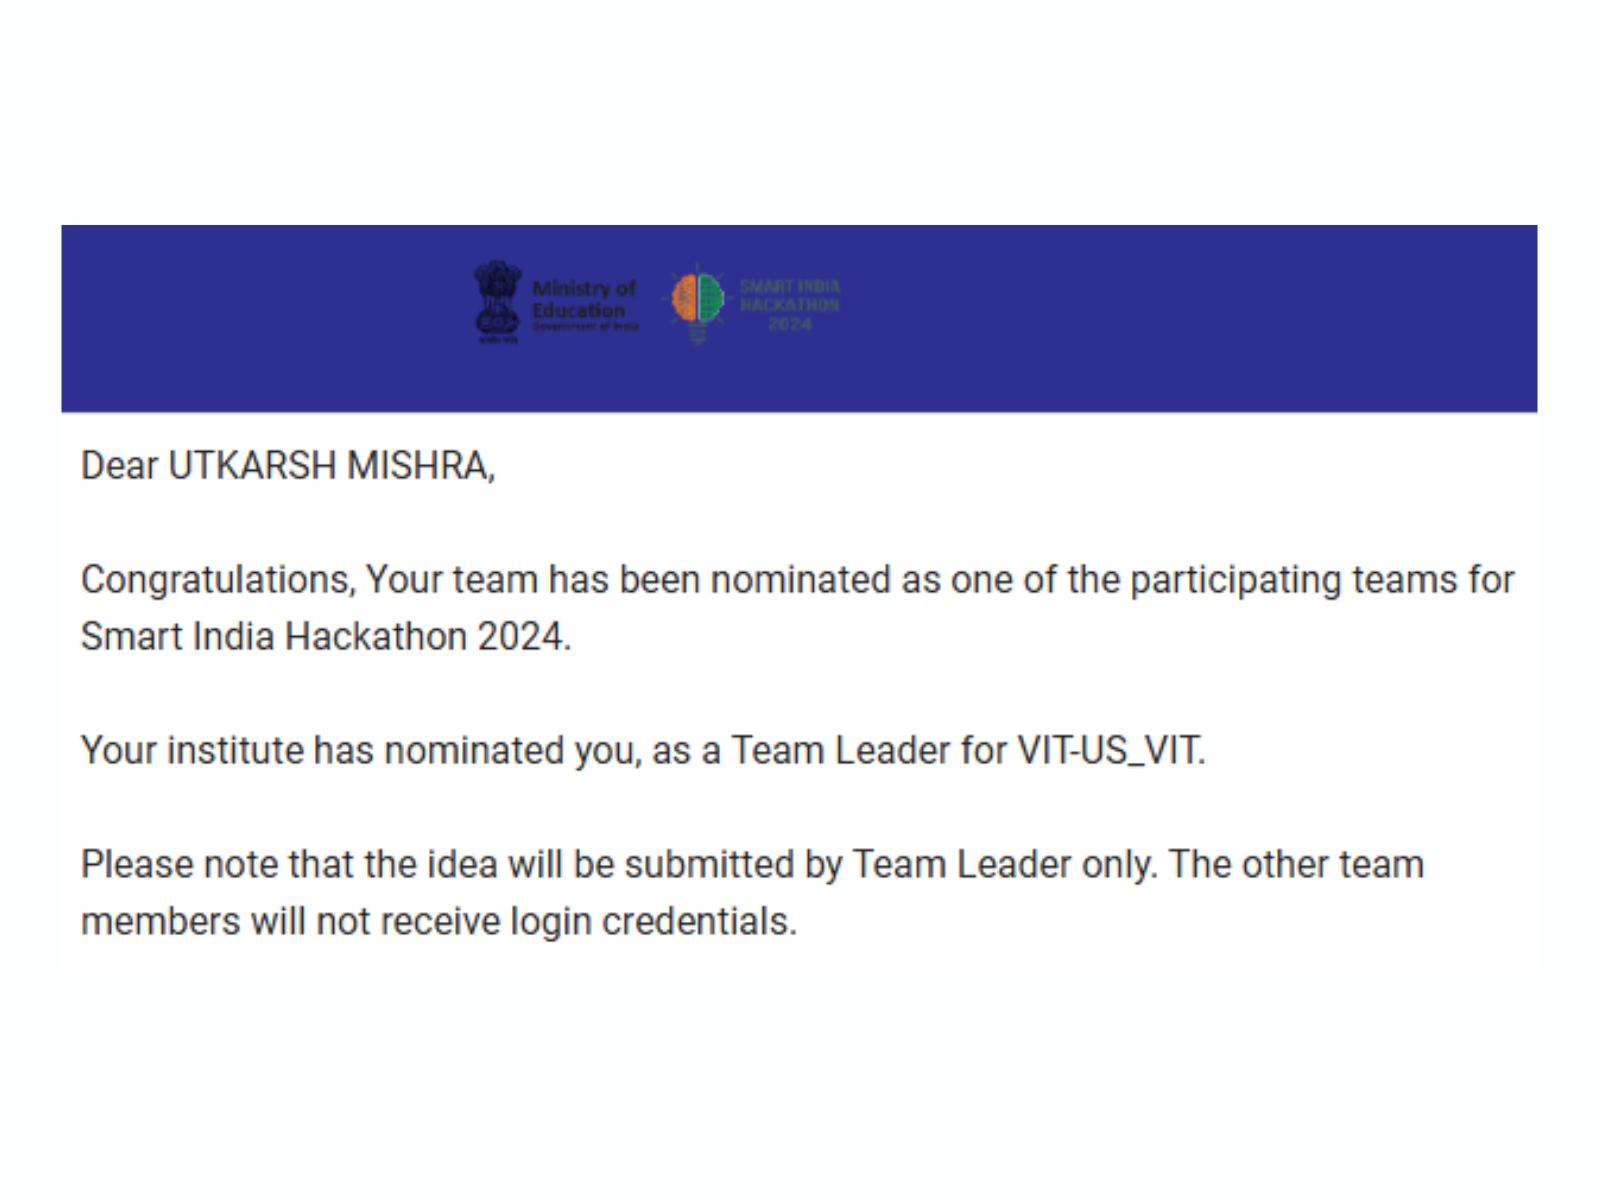 Ministry of
Education
Government of India
SMART INDIA
HACKATHON
2024
Dear UTKARSH MISHRA,
Congratulations, Your team has been nominated as one of the participating teams for
Smart India Hackathon 2024.
Your institute has nominated you, as a Team Leader for VIT-US_VIT.
Please note that the idea will be submitted by Team Leader only. The other team
members will not receive login credentials.